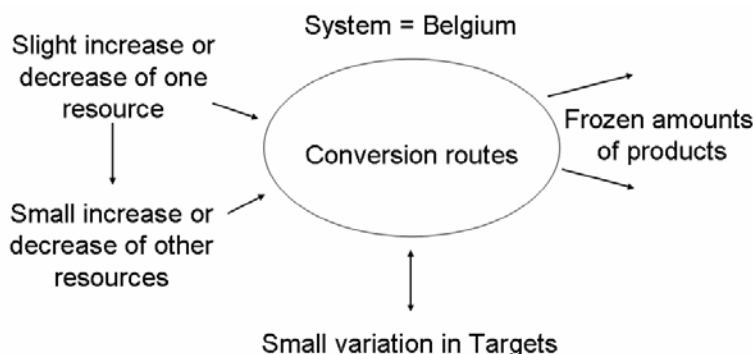 System = Belgium
Slight increase or
decrease of one
resource
Conversion routes
Frozen amounts
of products
Small increase or
decrease of other
resources
Small variation in Targets